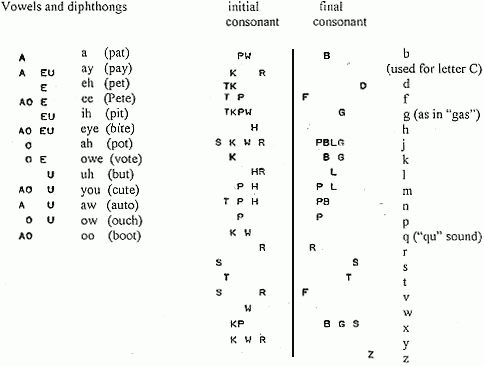 Vowels and diphthongs initial consonant final consonant
A a (pat) PW B b
A EU ay (pay) K R (used for letter C)
E eh (pet) TK D d
AO E ee (Pete) T P F f
EU ih (pit) TKPW G g (as in "gas")
AO EU eye (bite) H h
O ah (pot) S K W R PBLG j
O E owe (vote) K B G k
U uh (but) HR L l
AO U you (cute) P H P L m
A U aw (auto) T P H PB n
O U ow (ouch) P P p
AO oo (boot) K W q ("qu" sound)
R R r
S S s
T T t
S R F v
W w
KP B G S x
K W R y
Z z